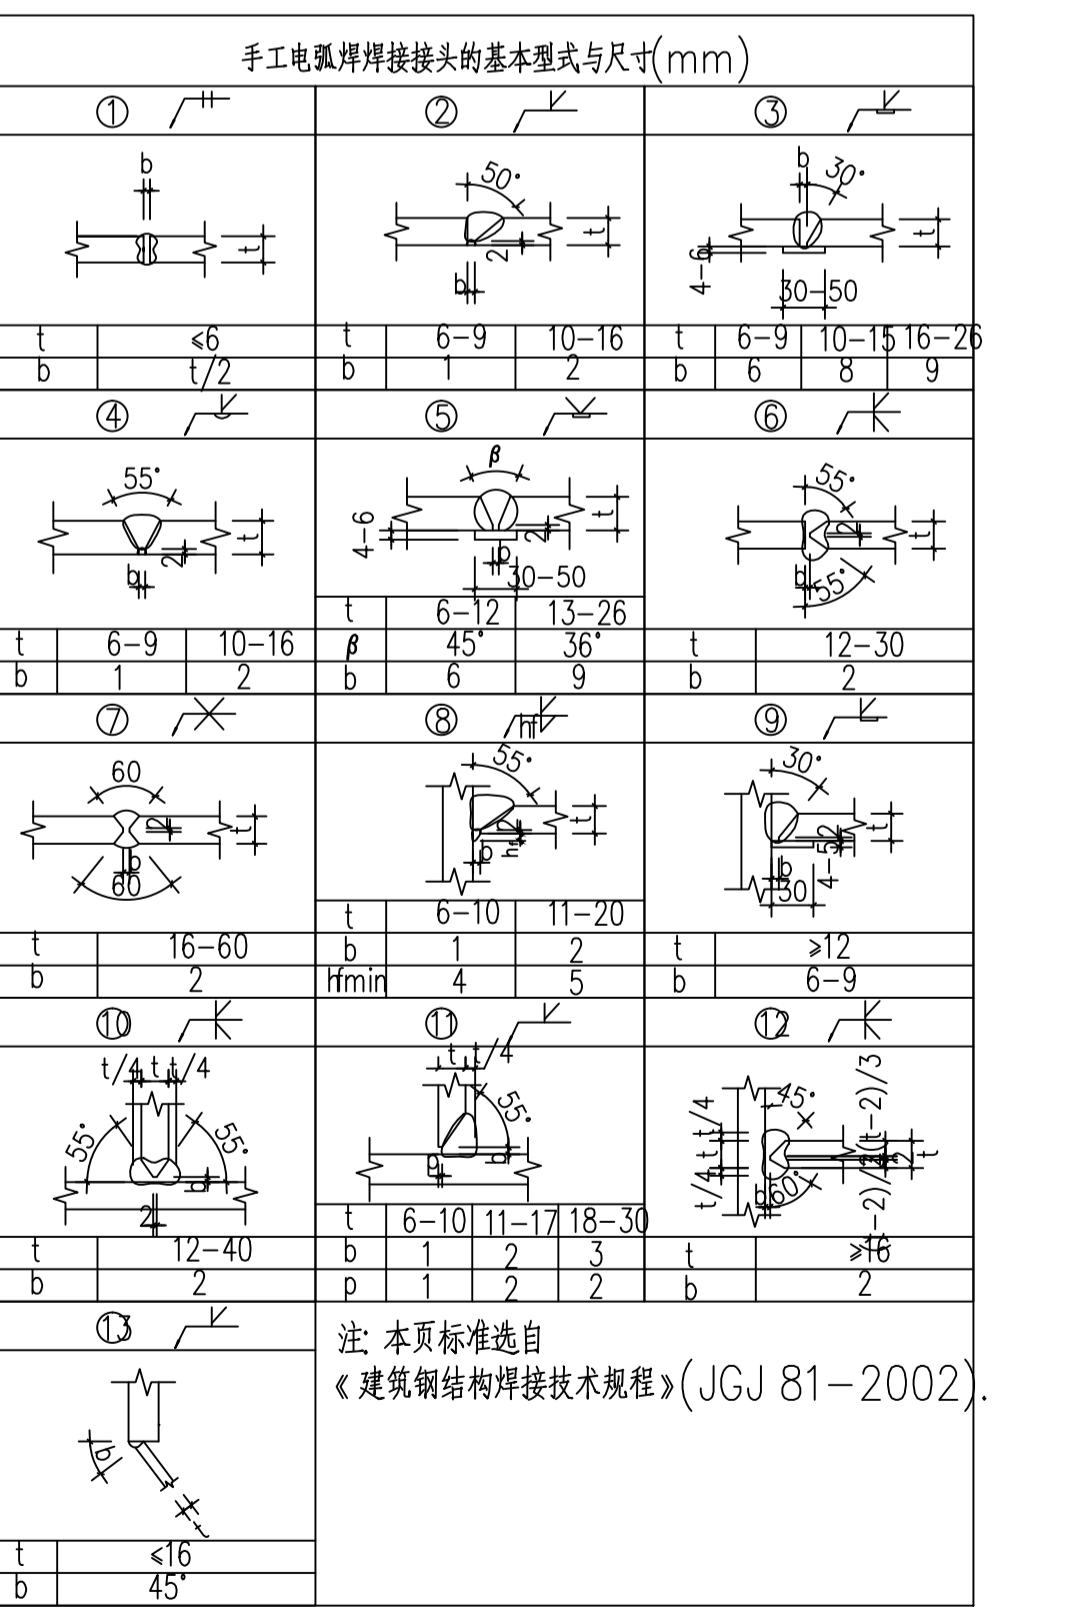 手工电弧焊焊接接头的基本型式与尺寸(mm)
① ② ③
b
t
50°
t
2
b
b 30°
t
4-6
30-50
t ≤6
b t/2
t 6-9 10-16
b 1 2
t 6-9 10-15 16-26
b 6 8 9
④ ⑤ ⑥
55°
t
2
b
β
t
4-6
2
b
30-50
55°
2
t
b
55°
t 6-9 10-16
b 1 2
t 6-12 13-26
β 45° 36°
b 6 9
t 12-30
b 2
⑦ ⑧ hf ⑨
60
2
t
b
60
55°
t
b
hf
30°
t
2
4-5
b
30
t 16-60
b 2
t 6-10 11-20
b 1 2
hfmin 4 5
t ≥12
b 6-9
⑩ ⑪ ⑫
t/4 t t/4
55° 55°
b
2
t t/4
55°
p
b
t/4 t t/4
45°
(t-2)/3
2
t
b 60°
t 12-40
b 2
t 6-10 11-17 18-30
b 1 2 3
p 1 2 2
t ≥16
b 2
⑬
b
t
t ≤16
b 45°
注: 本页标准选自
《建筑钢结构焊接技术规程》(JGJ 81-2002).